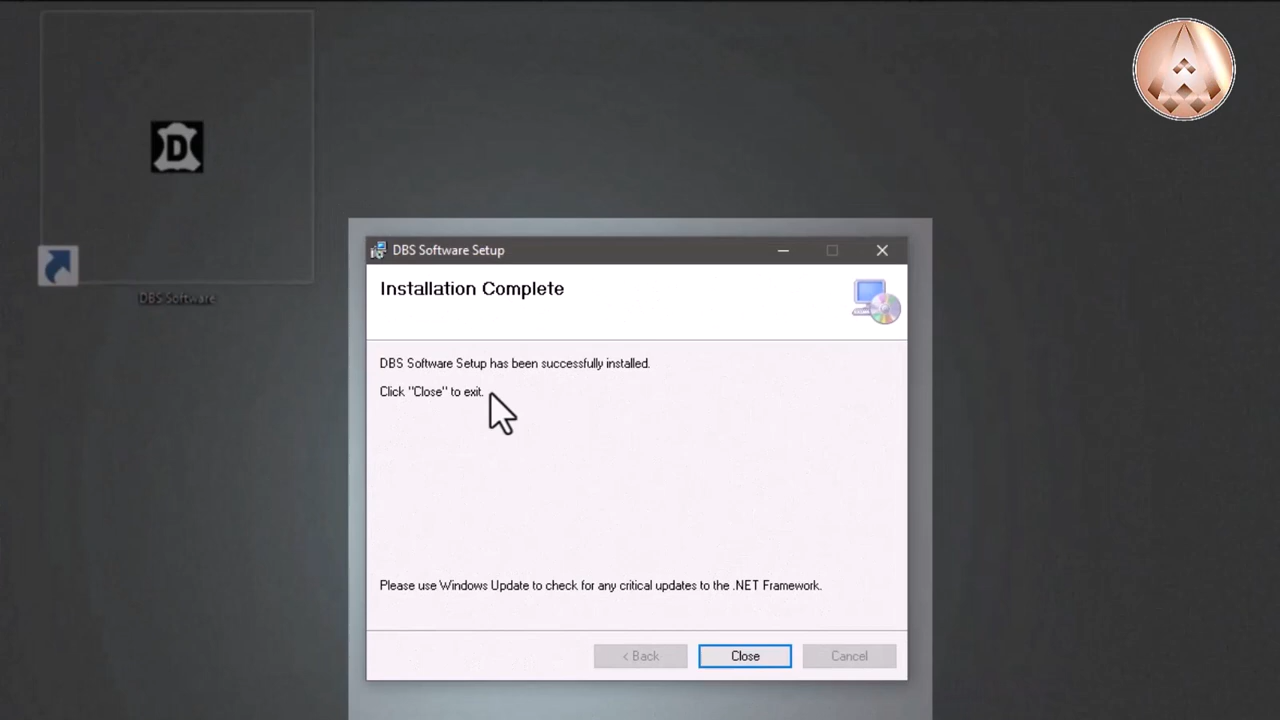 D
DBS Software
DBS Software Setup
Installation Complete
DBS Software Setup has been successfully installed.
Click "Close" to exit.
Please use Windows Update to check for any critical updates to the .NET Framework.
< Back
Close
Cancel